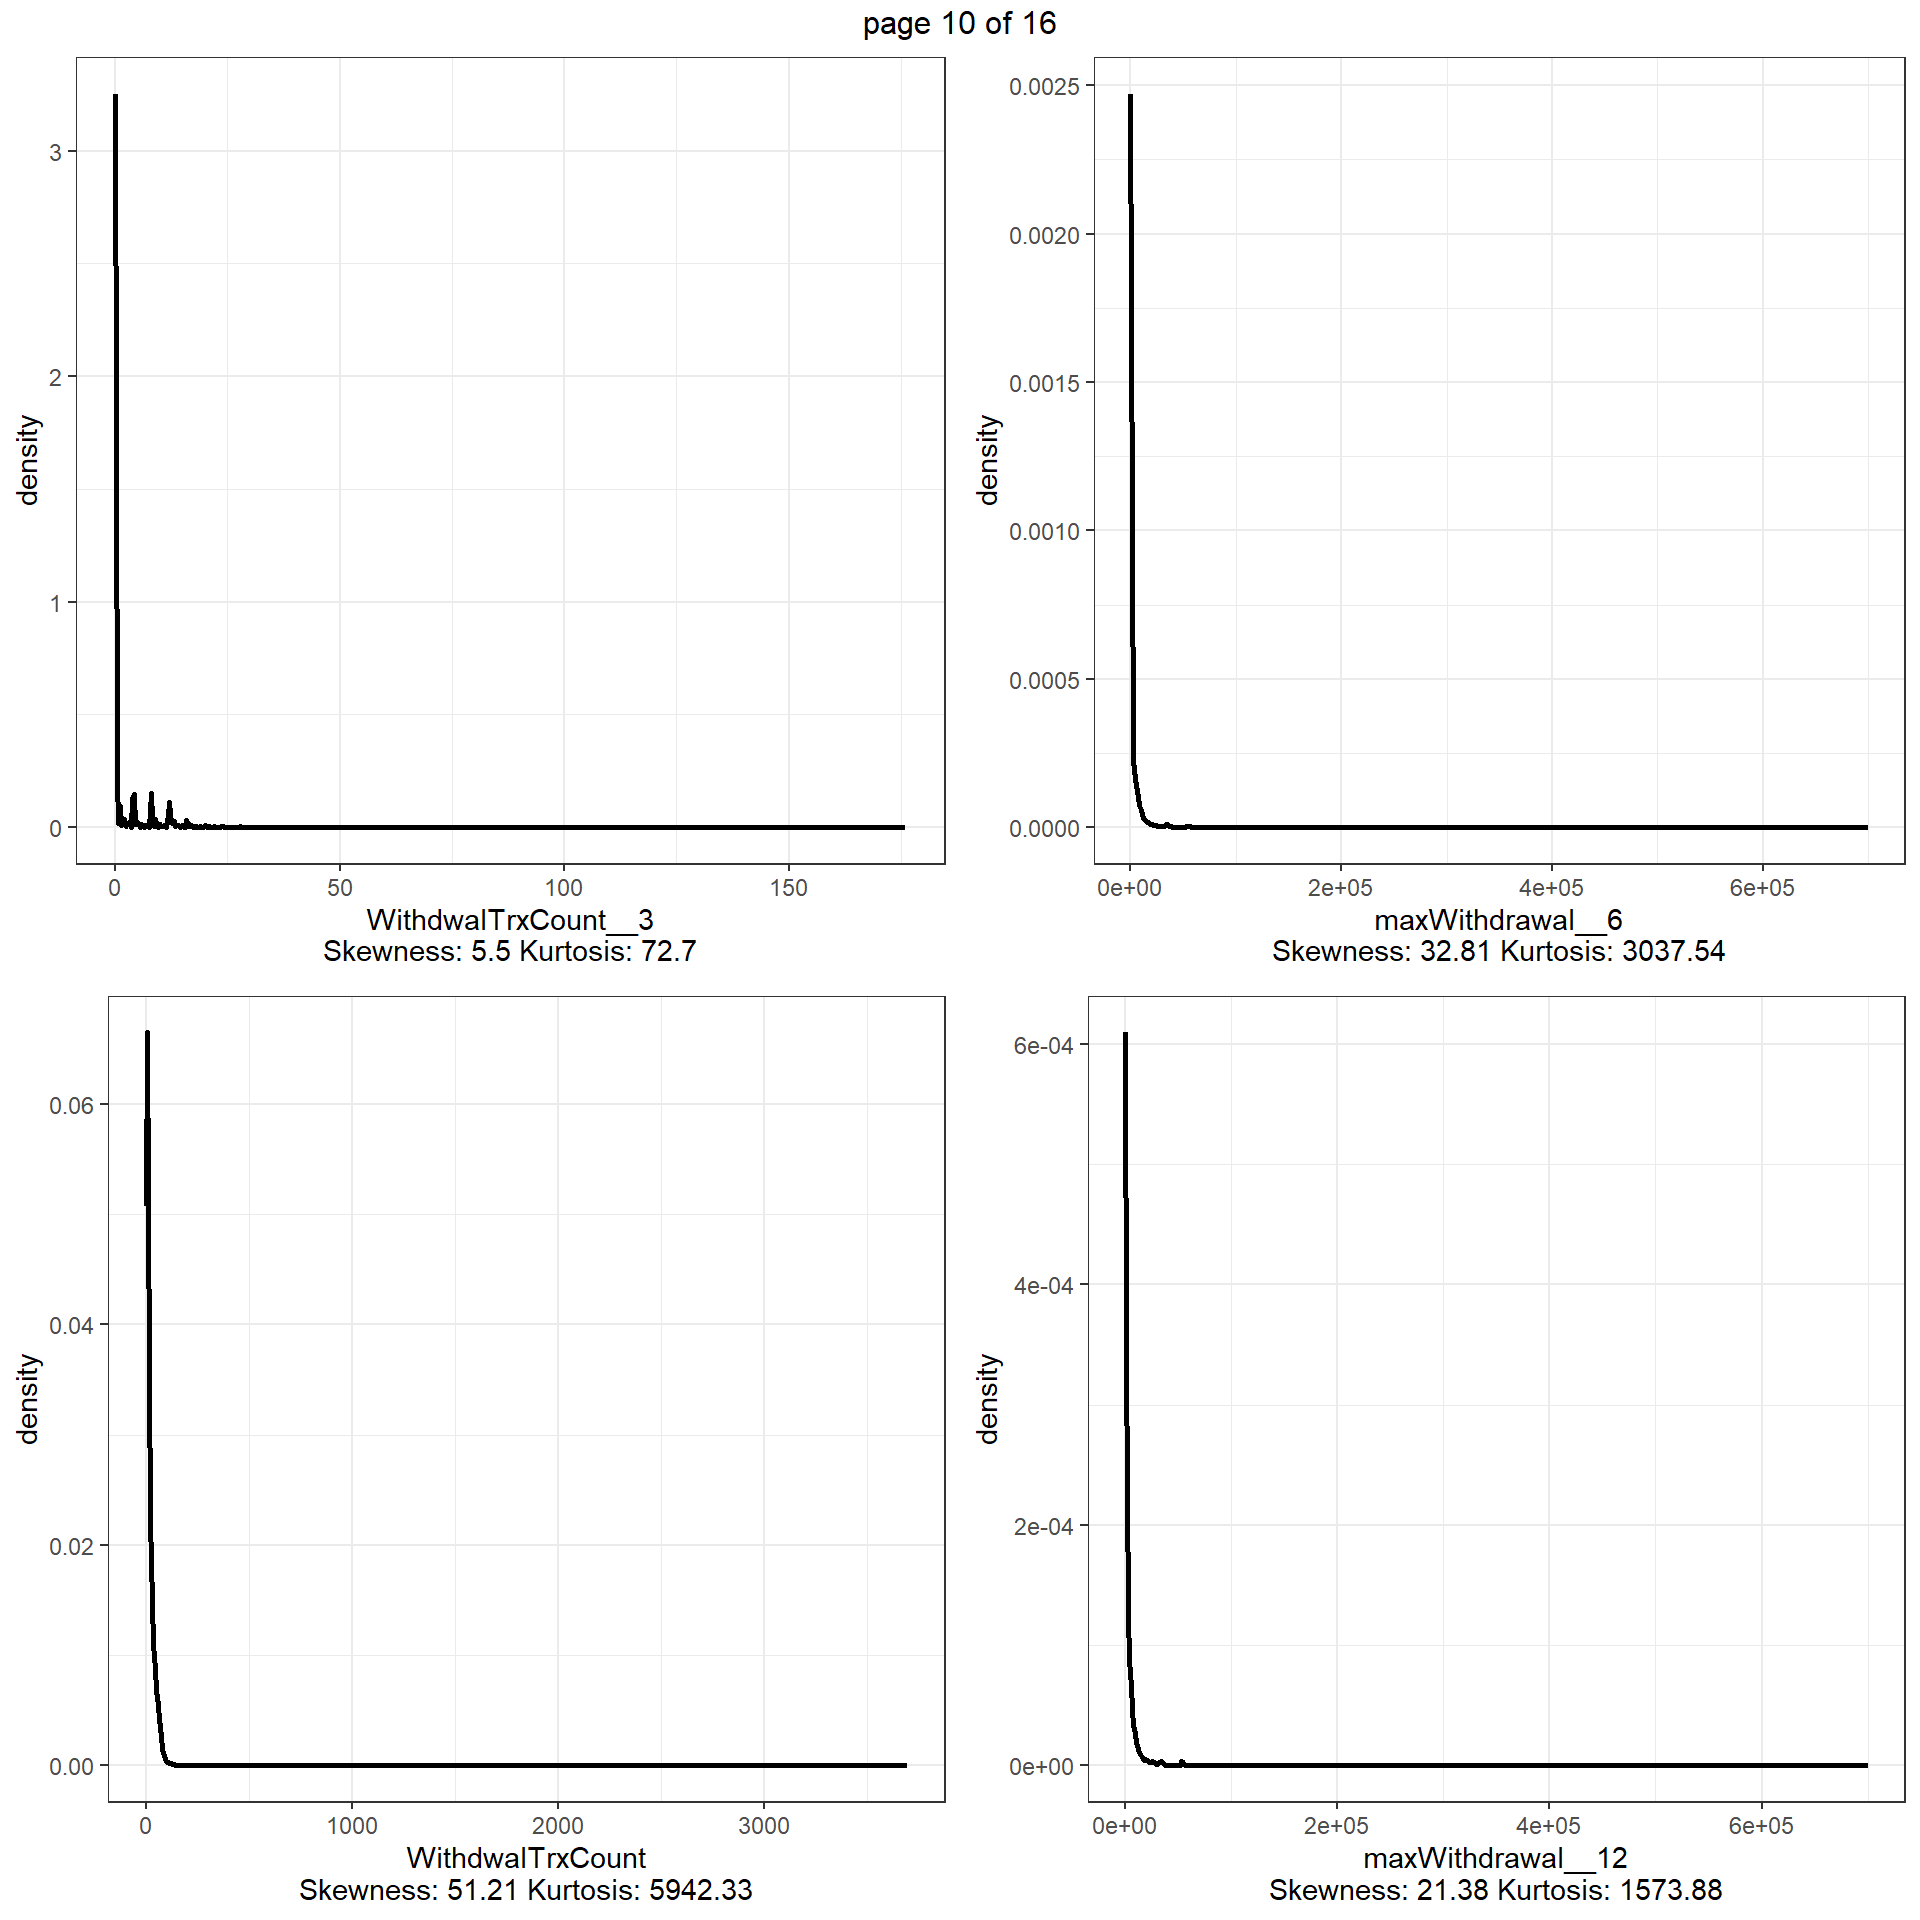 page 10 of 16
density
3
2
1
0
0
50
100
150
WithdwalTrxCount__3
Skewness: 5.5 Kurtosis: 72.7
density
0.0025
0.0020
0.0015
0.0010
0.0005
0.0000
0e+00
2e+05
4e+05
6e+05
maxWithdrawal__6
Skewness: 32.81 Kurtosis: 3037.54
density
0.06
0.04
0.02
0.00
0
1000
2000
3000
WithdwalTrxCount
Skewness: 51.21 Kurtosis: 5942.33
density
6e-04
4e-04
2e-04
0e+00
0e+00
2e+05
4e+05
6e+05
maxWithdrawal__12
Skewness: 21.38 Kurtosis: 1573.88